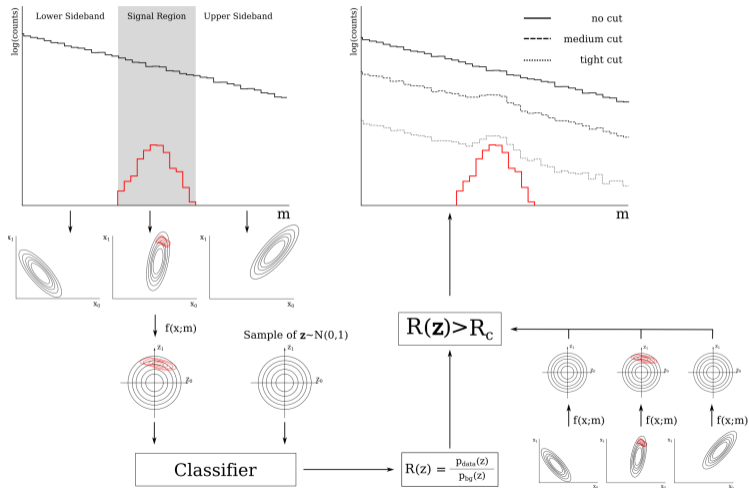 Lower Sideband
Signal Region
Upper Sideband
log(counts)
m
log(counts)
no cut
medium cut
tight cut
m
x₁
x₀
x₁
x₀
x₁
x₀
f(x;m)
Sample of z~N(0,1)
z₁
z₀
z₁
z₀
Classifier
R(z) = p_data(z)
p_bg(z)
R(z)>R_c
z₁
z₀
z₁
z₀
z₁
z₀
f(x;m)
f(x;m)
f(x;m)
x₁
x₀
x₁
x₀
x₁
x₀